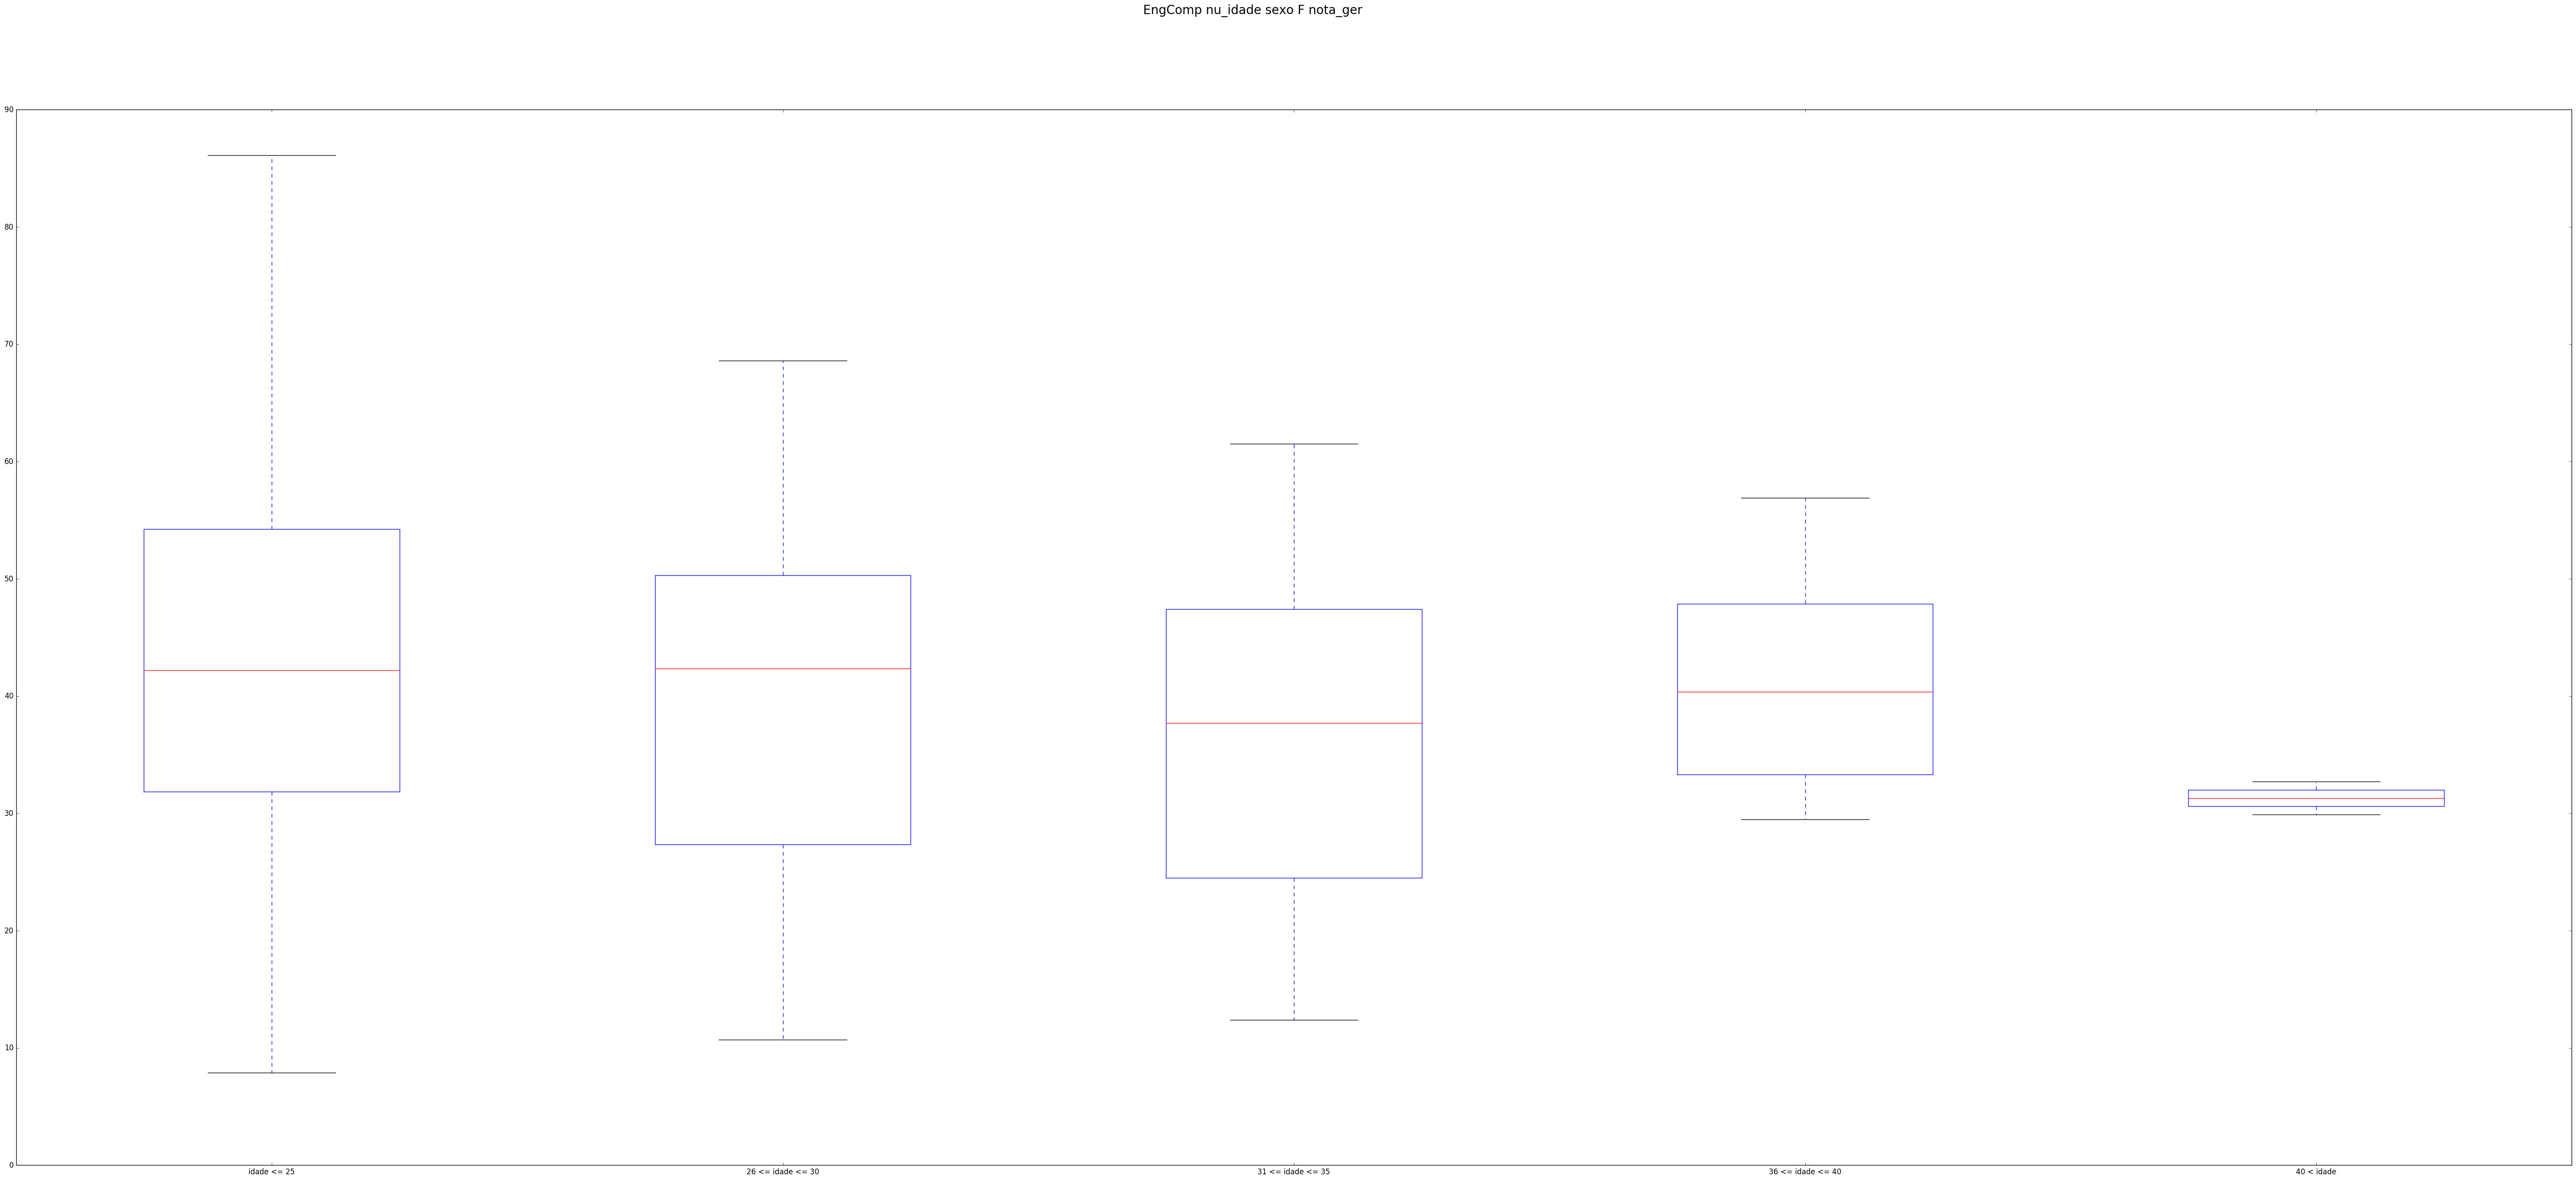 EngComp nu_idade sexo F nota_ger
90
80
70
60
50
40
30
20
10
0
idade <= 25
26 <= idade <= 30
31 <= idade <= 35
36 <= idade <= 40
40 < idade